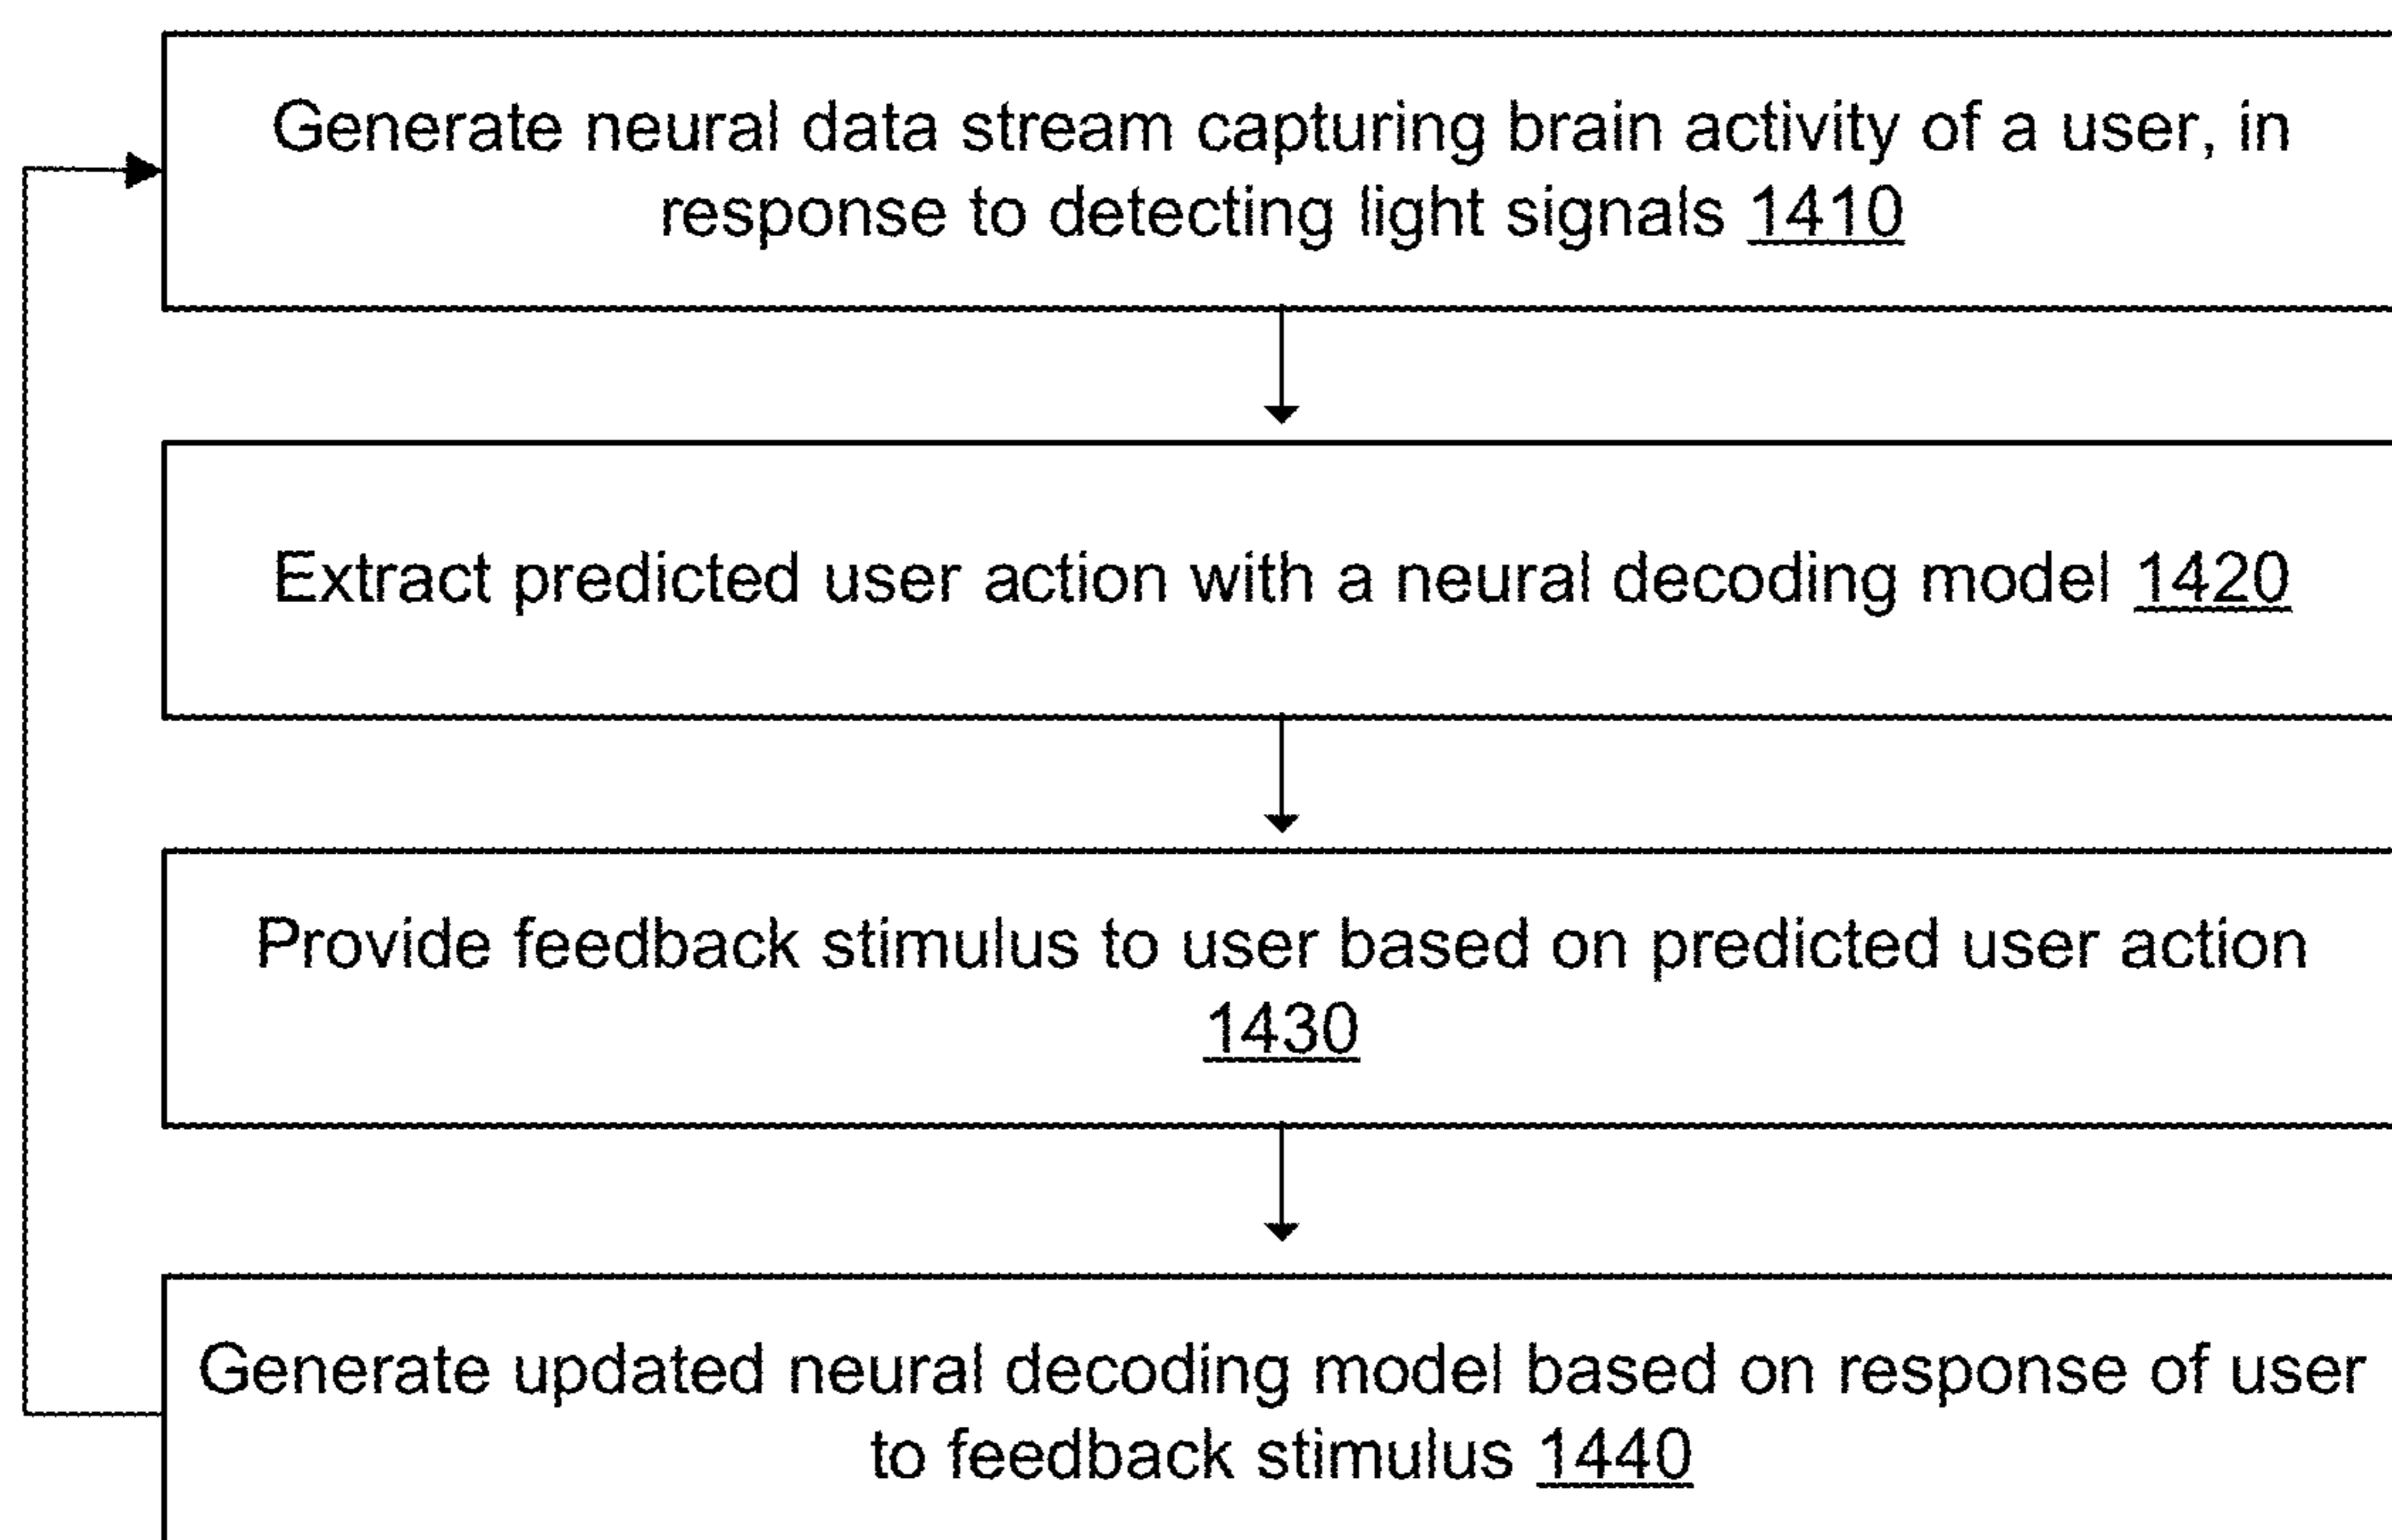 Generate neural data stream capturing brain activity of a user, in
response to detecting light signals 1410
Extract predicted user action with a neural decoding model 1420
Provide feedback stimulus to user based on predicted user action
1430
Generate updated neural decoding model based on response of user
to feedback stimulus 1440